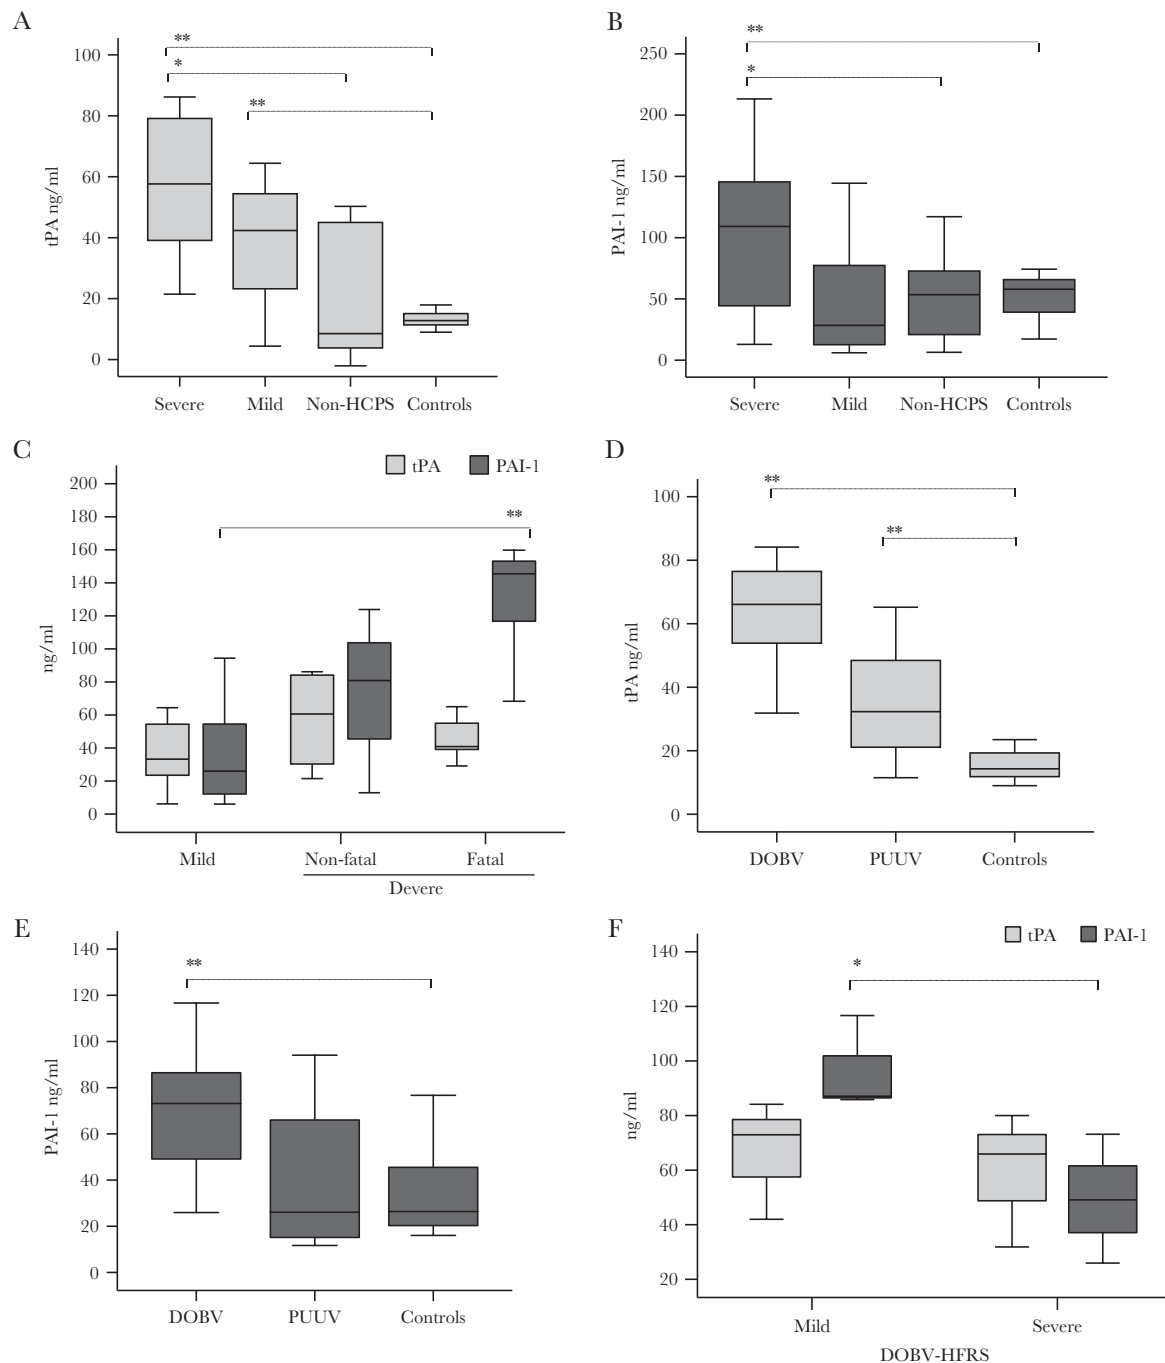 A
**
*
**
100
80
60
40
20
0
tPA ng/ml
Severe Mild Non-HCPS Controls
B
**
*
250
200
150
100
50
0
PAI-1 ng/ml
Severe Mild Non-HCPS Controls
C
tPA PAI-1
**
200
180
160
140
120
100
80
60
40
20
0
ng/ml
Mild Non-fatal Fatal
Devere
D
**
**
100
80
60
40
20
0
tPA ng/ml
DOBV PUUV Controls
E
**
140
120
100
80
60
40
20
0
PAI-1 ng/ml
DOBV PUUV Controls
F
tPA PAI-1
*
140
120
100
80
60
40
20
ng/ml
Mild Severe
DOBV-HFRS